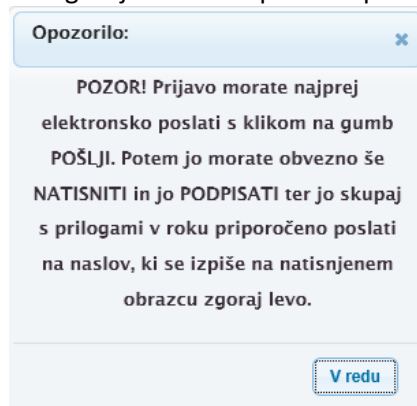 Opozorilo:
POZOR! Prijavo morate najprej
elektronsko poslati s klikom na gumb
POŠLJI. Potem jo morate obvezno še
NATISNITI in jo PODPISATI ter jo skupaj
s prilogami v roku priporočeno poslati
na naslov, ki se izpiše na natisnjenem
obrazcu zgoraj levo.
V redu